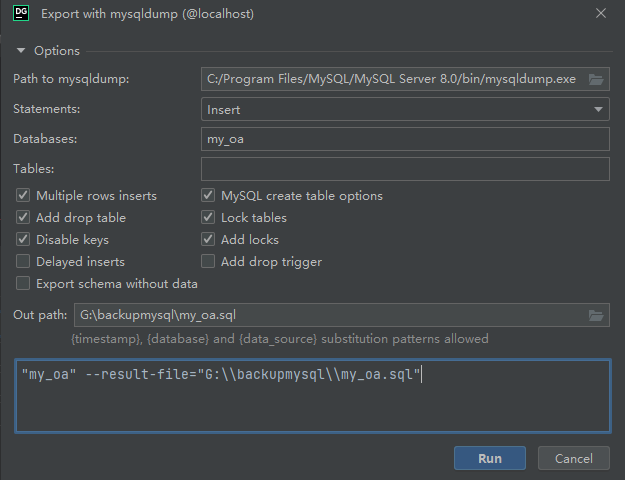 DG Export with mysqldump (@localhost)
Options
Path to mysqldump: C:/Program Files/MySQL/MySQL Server 8.0/bin/mysqldump.exe
Statements: Insert
Databases: my_oa
Tables:
Multiple rows inserts MySQL create table options
Add drop table Lock tables
Disable keys Add locks
Delayed inserts Add drop trigger
Export schema without data
Out path: G:\backupmysql\my_oa.sql
{timestamp}, {database} and {data_source} substitution patterns allowed
"my_oa" --result-file="G:\\backupmysql\\my_oa.sql"
Run Cancel